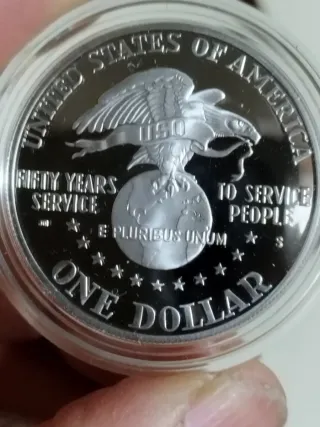 UNITED STATES OF AMERICA
USO
FIFTY YEARS
SERVICE
TO SERVICE
PEOPLE
E PLURIBUS UNUM
S
ONE DOLLAR